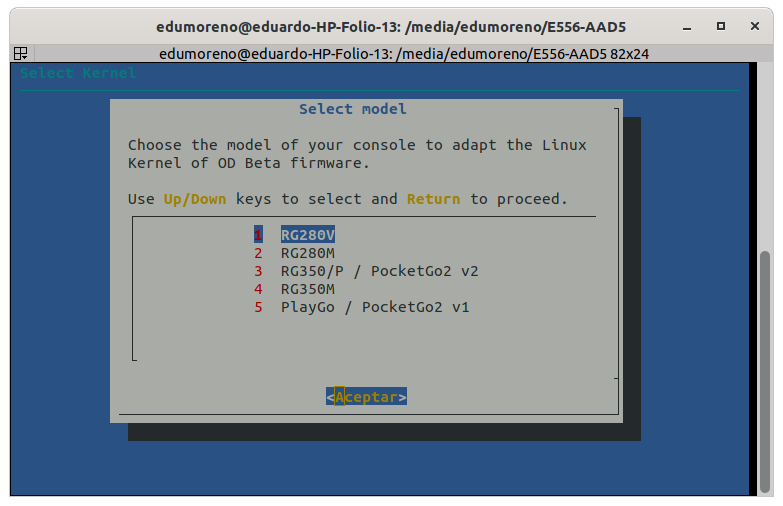 edumoreno@eduardo-HP-Folio-13: /media/edumoreno/E556-AAD5
edumoreno@eduardo-HP-Folio-13: /media/edumoreno/E556-AAD5 82x24
Select Kernel
Select model
Choose the model of your console to adapt the Linux
Kernel of OD Beta firmware.
Use Up/Down keys to select and Return to proceed.
1 RG280V
2 RG280M
3 RG350/P / PocketGo2 v2
4 RG350M
5 PlayGo / PocketGo2 v1
<Aceptar>